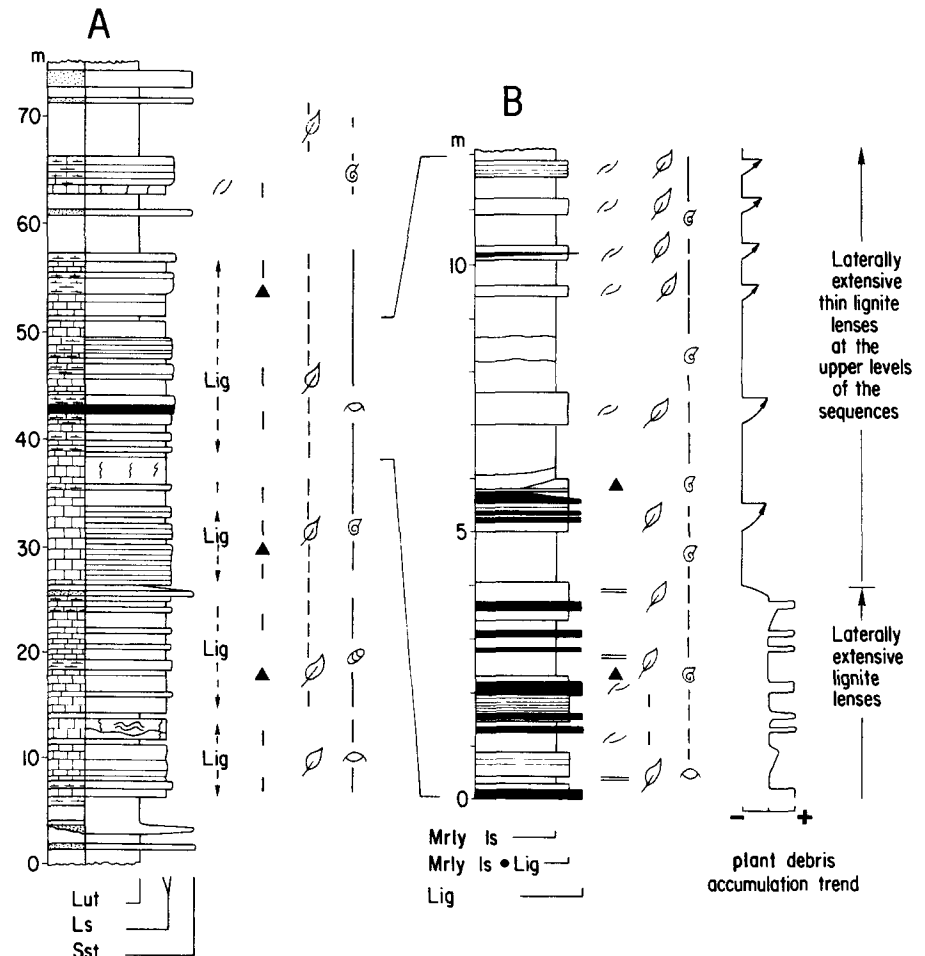 A
m
70
60
50
40
30
20
10
0
Lig
Lig
Lig
Lig
Lut
Ls
Sst
B
m
10
5
0
Mrly ls
Mrly ls • Lig
Lig
Laterally
extensive
thin lignite
lenses
at the
upper levels
of the
sequences
Laterally
extensive
lignite
lenses
- +
plant debris
accumulation trend